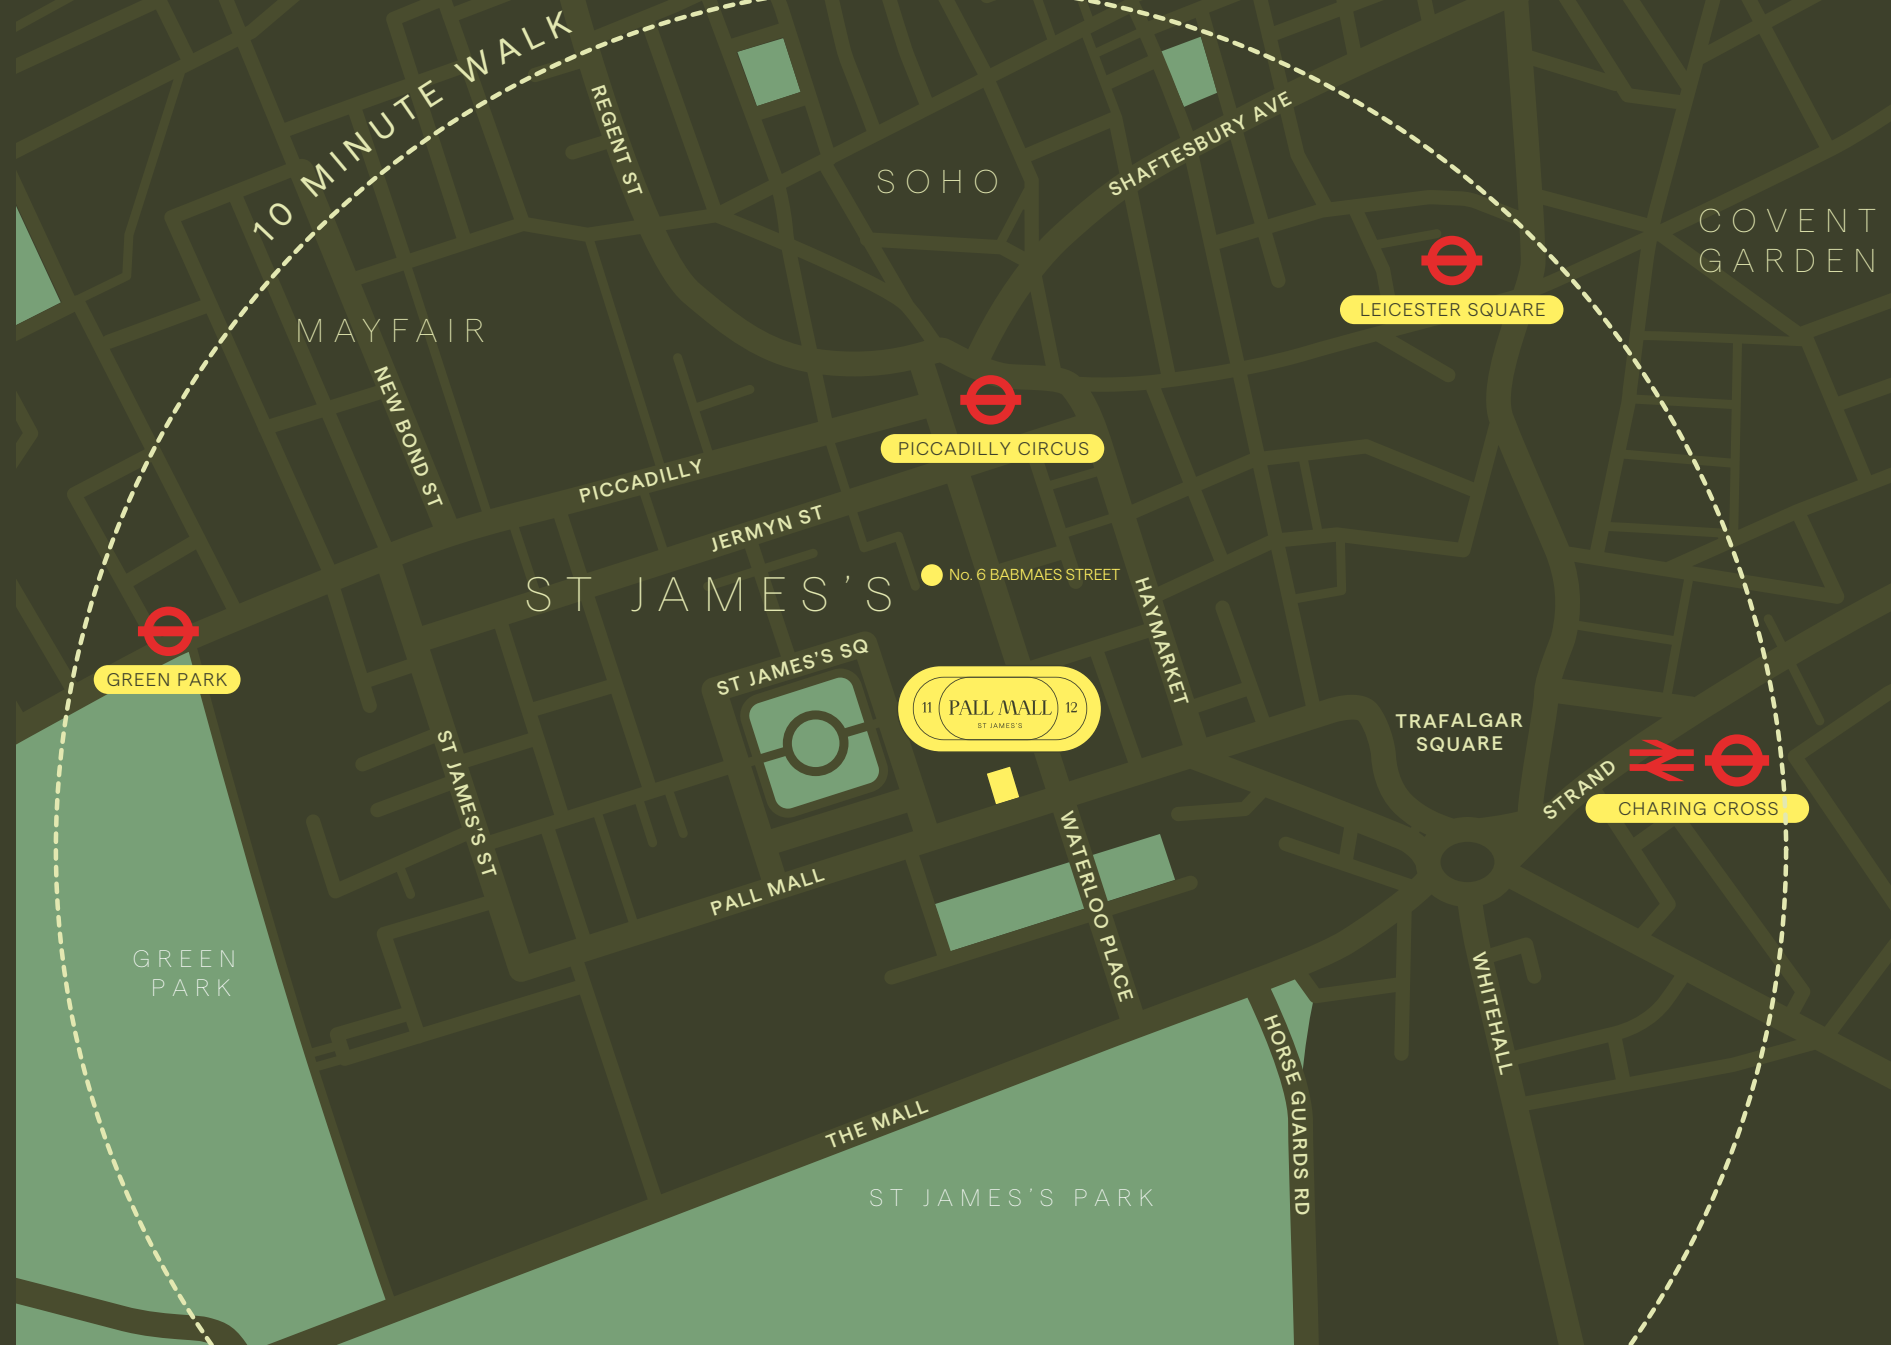 10 MINUTE WALK
REGENT ST
SOHO
SHAFTESBURY AVE
COVENT
GARDEN
LEICESTER SQUARE
MAYFAIR
NEW BOND ST
PICCADILLY CIRCUS
PICCADILLY
JERMYN ST
ST JAMES’S
No. 6 BABMAES STREET
HAYMARKET
GREEN PARK
ST JAMES’S SQ
11 PALL MALL 12
ST JAMES’S
TRAFALGAR
SQUARE
STRAND
CHARING CROSS
ST JAMES’S ST
PALL MALL
WATERLOO PLACE
GREEN
PARK
WHITEHALL
HORSE GUARDS RD
THE MALL
ST JAMES’S PARK